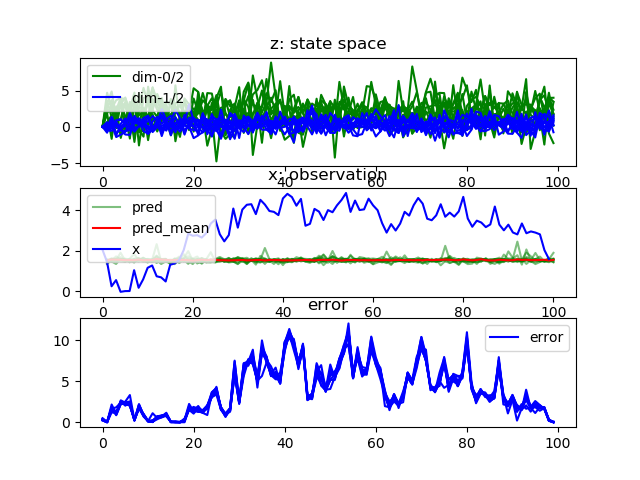 z: state space
dim-0/2
dim-1/2
5
0
−5
0 20 40 60 80 100
x: observation
pred
pred_mean
x
4
2
0
0 20 40 60 80 100
error
error
10
5
0
0 20 40 60 80 100